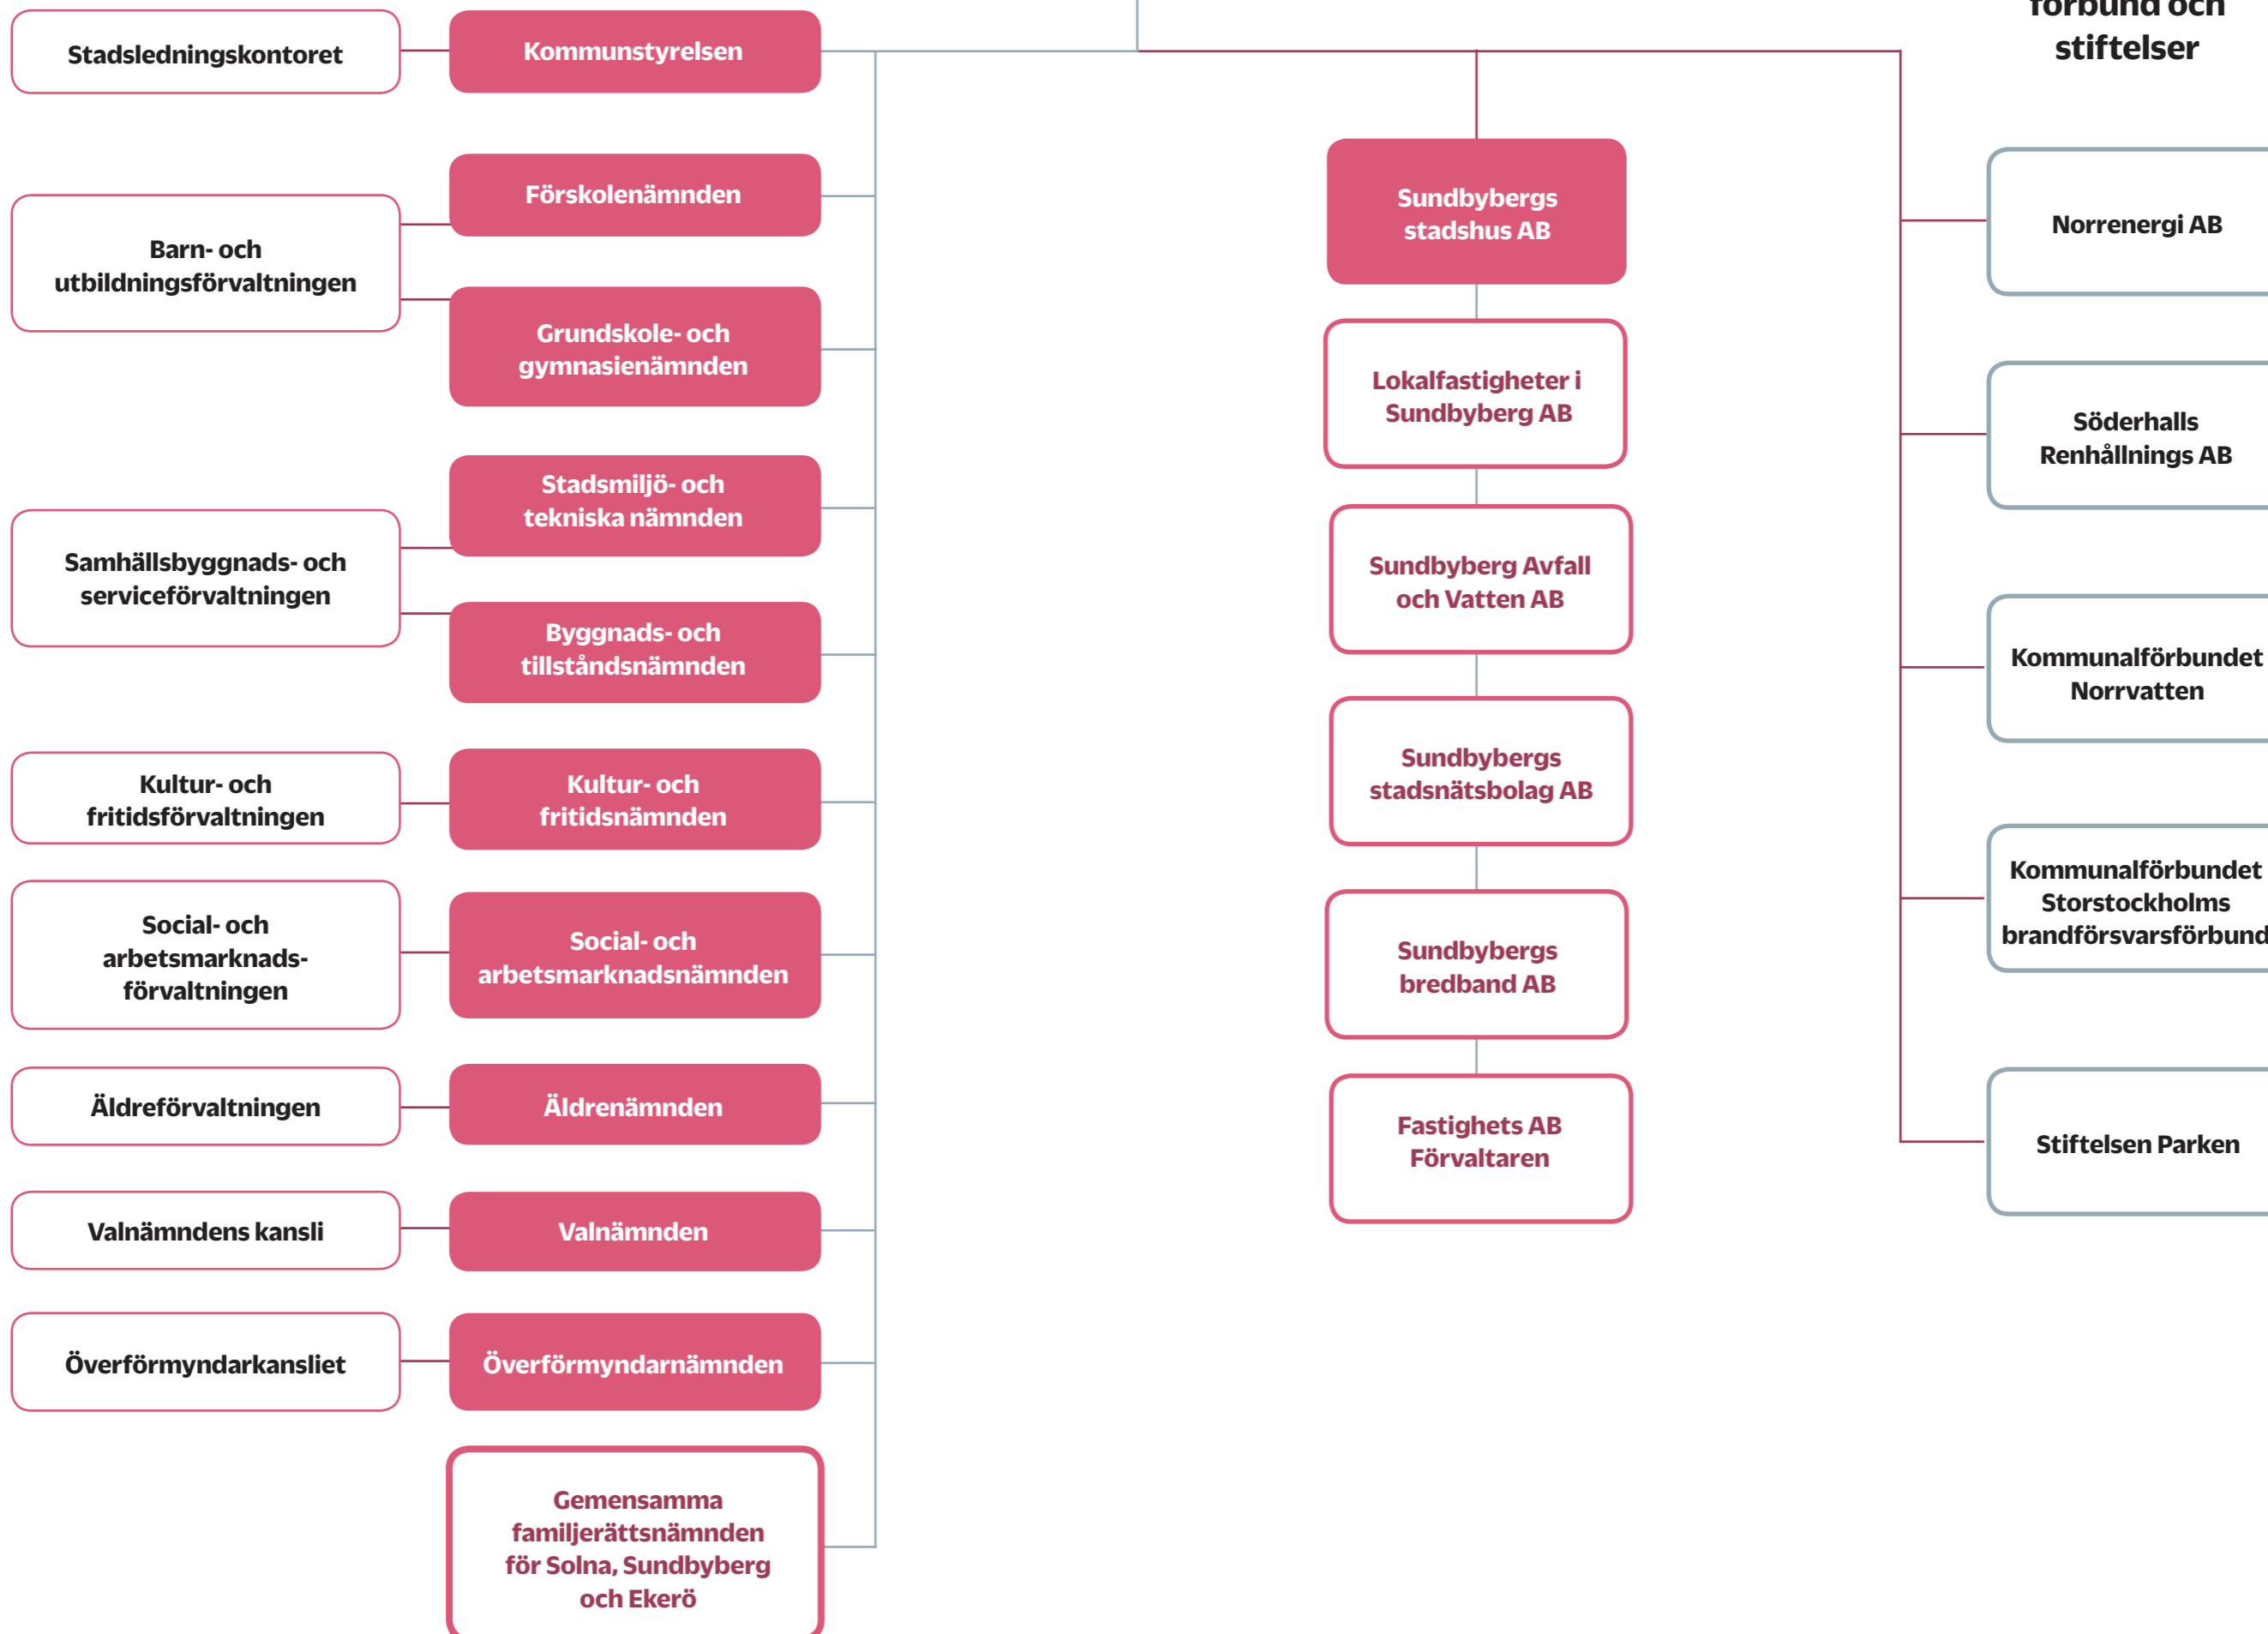 förbund och
stiftelser
Stadsledningskontoret
Kommunstyrelsen
Barn- och
utbildningsförvaltningen
Förskolenämnden
Grundskole- och
gymnasienämnden
Samhällsbyggnads- och
serviceförvaltningen
Stadsmiljö- och
tekniska nämnden
Byggnads- och
tillståndsnämnden
Kultur- och
fritidsförvaltningen
Kultur- och
fritidsnämnden
Social- och
arbetsmarknads-
förvaltningen
Social- och
arbetsmarknadsnämnden
Äldreförvaltningen
Äldrenämnden
Valnämndens kansli
Valnämnden
Överförmyndarkansliet
Överförmyndarnämnden
Gemensamma
familjerättsnämnden
för Solna, Sundbyberg
och Ekerö
Sundbybergs
stadshus AB
Lokalfastigheter i
Sundbyberg AB
Sundbyberg Avfall
och Vatten AB
Sundbybergs
stadsnätsbolag AB
Sundbybergs
bredband AB
Fastighets AB
Förvaltaren
Norrenergi AB
Söderhalls
Renhållnings AB
Kommunalförbundet
Norrvatten
Kommunalförbundet
Storstockholms
brandförsvarsförbund
Stiftelsen Parken